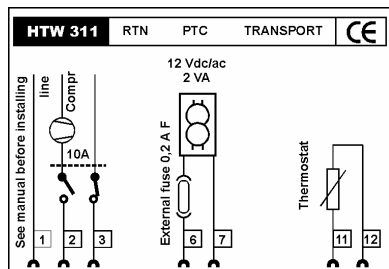 HTW 311 RTN PTC TRANSPORT CE
12 Vdc/ac
2 VA
See manual before installing
line
Compr
10A
External fuse 0,2 A F
Thermostat
1 2 3 6 7 11 12